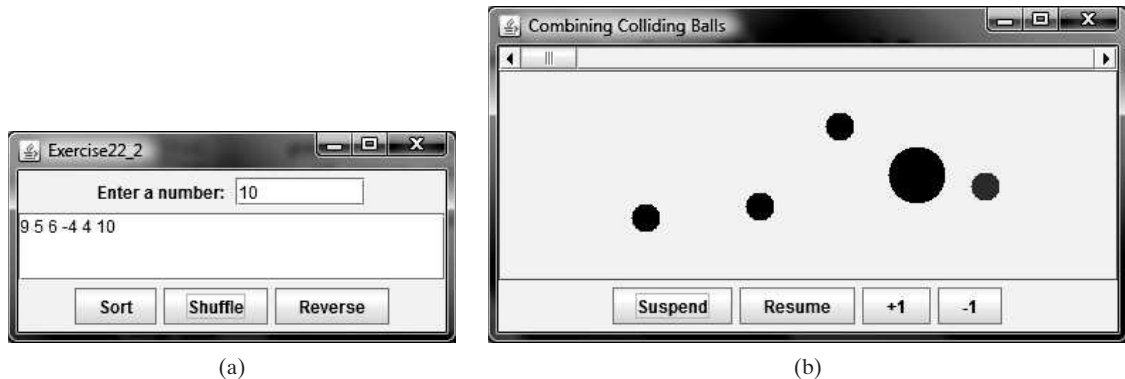 Exercise22_2
Enter a number: 10
9 5 6 -4 4 10
Sort Shuffle Reverse
(a)
Combining Colliding Balls
Suspend Resume +1 -1
(b)